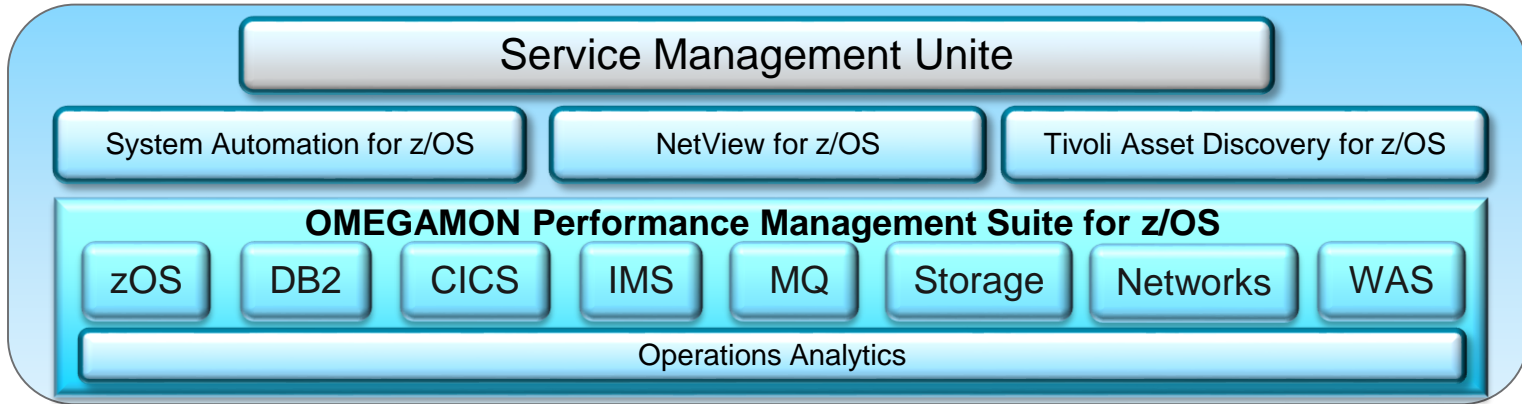 Service Management Unite
System Automation for z/OS
NetView for z/OS
Tivoli Asset Discovery for z/OS
OMEGAMON Performance Management Suite for z/OS
zOS
DB2
CICS
IMS
MQ
Storage
Networks
WAS
Operations Analytics